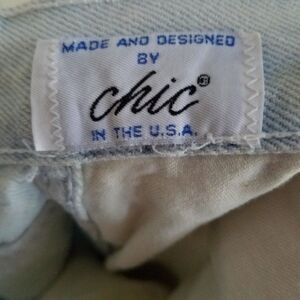 MADE AND DESIGNED
BY
chic®
IN THE U.S.A.